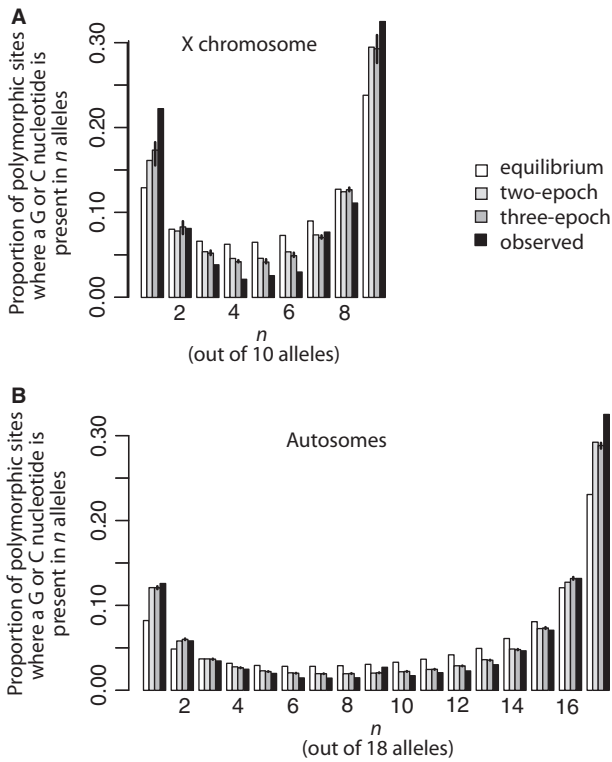 A
X chromosome
Proportion of polymorphic sites
where a G or C nucleotide is
present in n alleles
0.30
0.20
0.10
0.00
2
4
6
8
n
(out of 10 alleles)
equilibrium
two-epoch
three-epoch
observed
B
Autosomes
Proportion of polymorphic sites
where a G or C nucleotide is
present in n alleles
0.30
0.20
0.10
0.00
2
4
6
8
10
12
14
16
n
(out of 18 alleles)